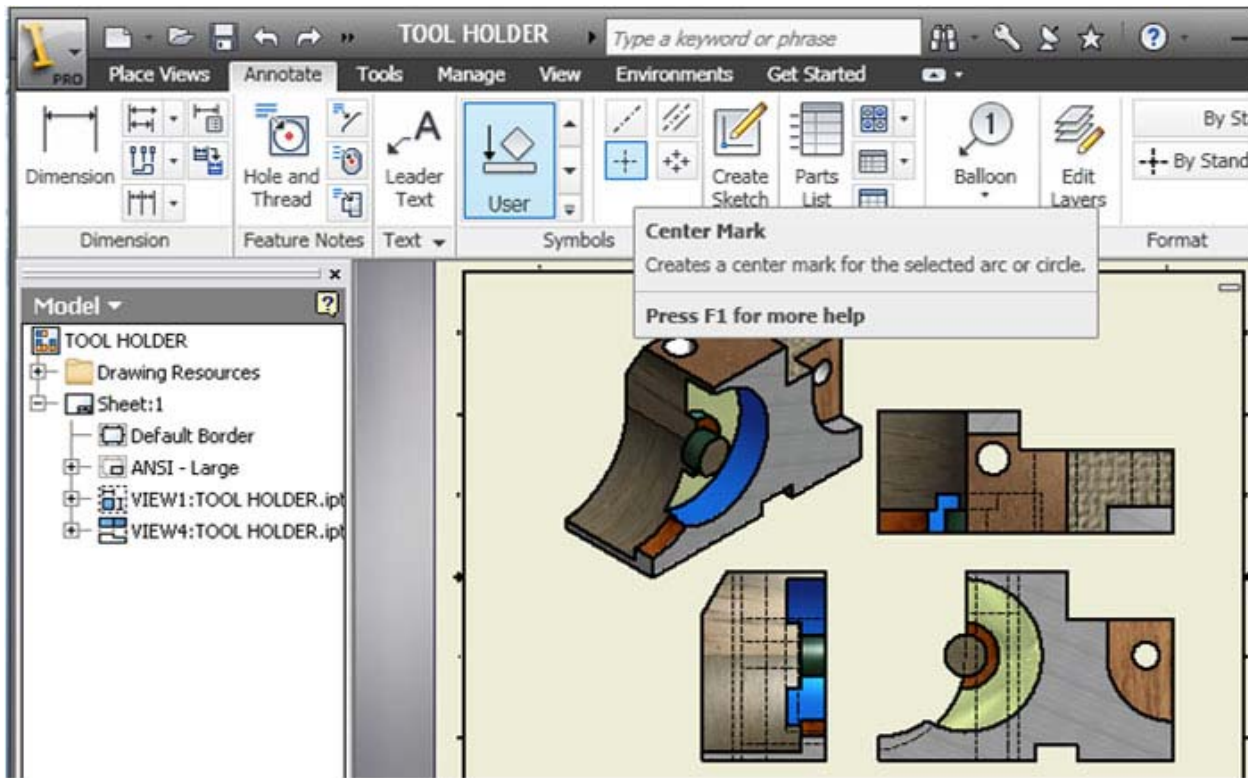 TOOL HOLDER
Type a keyword or phrase
PRO
Place Views
Annotate
Tools
Manage
View
Environments
Get Started
Dimension
Hole and
Thread
A
Leader
Text
User
Create
Sketch
Parts
List
1
Balloon
Edit
Layers
By St
By Stand
Dimension
Feature Notes
Text
Symbols
Format
Center Mark
Creates a center mark for the selected arc or circle.
Press F1 for more help
Model
TOOL HOLDER
Drawing Resources
Sheet:1
Default Border
ANSI - Large
VIEW1:TOOL HOLDER.ipt
VIEW4:TOOL HOLDER.ipt